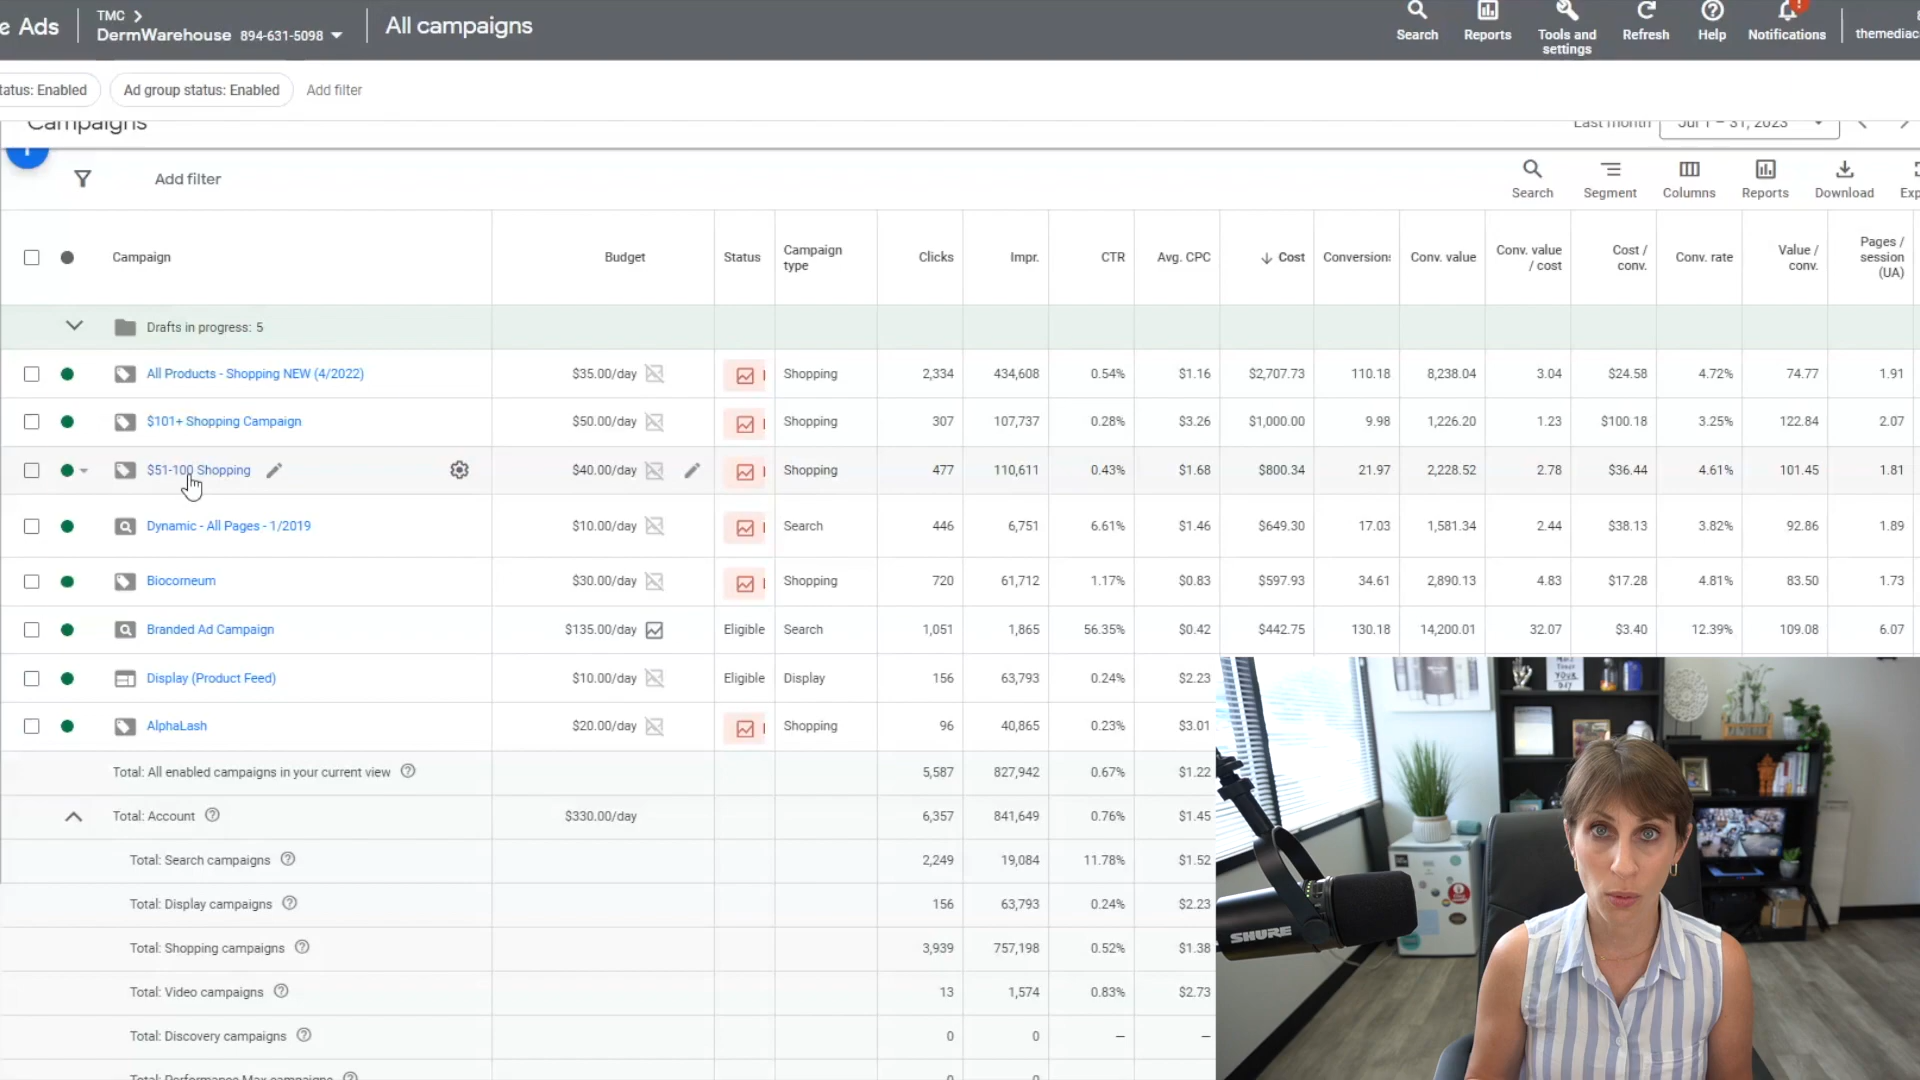 e Ads
TMC
DermWarehouse 894-631-5098
All campaigns
Search
Reports
Tools and settings
Refresh
Help
Notifications
themediac
tatus: Enabled
Ad group status: Enabled
Add filter
Campaigns
Last month
Jul 1 – 31, 2023
Add filter
Search
Segment
Columns
Reports
Download
Exp
Campaign Budget Status Campaign type Clicks Impr. CTR Avg. CPC Cost Conversions Conv. value Conv. value / cost Cost / conv. Conv. rate Value / conv. Pages / session (UA)
Drafts in progress: 5
All Products - Shopping NEW (4/2022) $35.00/day Shopping 2,334 434,608 0.54% $1.16 $2,707.73 110.18 8,238.04 3.04 $24.58 4.72% 74.77 1.91
$101+ Shopping Campaign $50.00/day Shopping 307 107,737 0.28% $3.26 $1,000.00 9.98 1,226.20 1.23 $100.18 3.25% 122.84 2.07
$51-100 Shopping $40.00/day Shopping 477 110,611 0.43% $1.68 $800.34 21.97 2,228.52 2.78 $36.44 4.61% 101.45 1.81
Dynamic - All Pages - 1/2019 $10.00/day Search 446 6,751 6.61% $1.46 $649.30 17.03 1,581.34 2.44 $38.13 3.82% 92.86 1.89
Biocorneum $30.00/day Shopping 720 61,712 1.17% $0.83 $597.93 34.61 2,890.13 4.83 $17.28 4.81% 83.50 1.73
Branded Ad Campaign $135.00/day Eligible Search 1,051 1,865 56.35% $0.42 $442.75 130.18 14,200.01 32.07 $3.40 12.39% 109.08 6.07
Display (Product Feed) $10.00/day Eligible Display 156 63,793 0.24% $2.23
AlphaLash $20.00/day Shopping 96 40,865 0.23% $3.01
Total: All enabled campaigns in your current view 5,587 827,942 0.67% $1.22
Total: Account $330.00/day 6,357 841,649 0.76% $1.45
Total: Search campaigns 2,249 19,084 11.78% $1.52
Total: Display campaigns 156 63,793 0.24% $2.23
Total: Shopping campaigns 3,939 757,198 0.52% $1.38
Total: Video campaigns 13 1,574 0.83% $2.73
Total: Discovery campaigns 0 0 – –
Total: Performance Max campaigns 0 0
SHURE